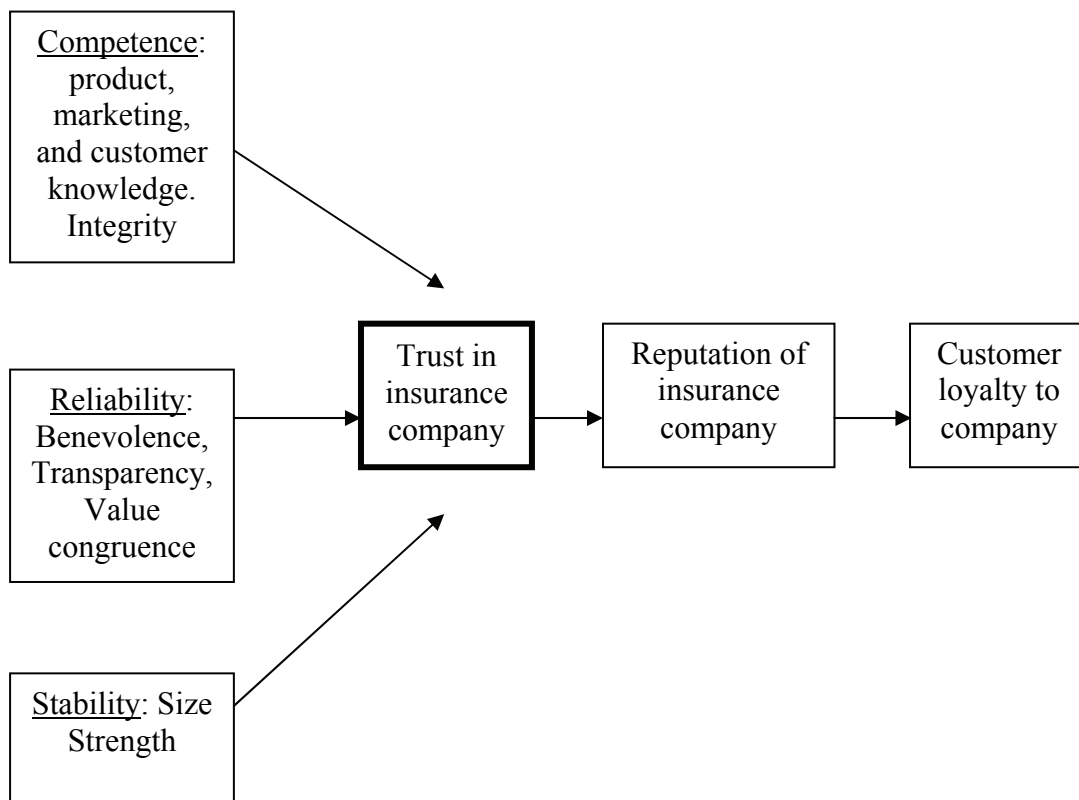 Competence:
product,
marketing,
and customer
knowledge.
Integrity
Reliability:
Benevolence,
Transparency,
Value
congruence
Stability: Size
Strength
Trust in
insurance
company
Reputation of
insurance
company
Customer
loyalty to
company